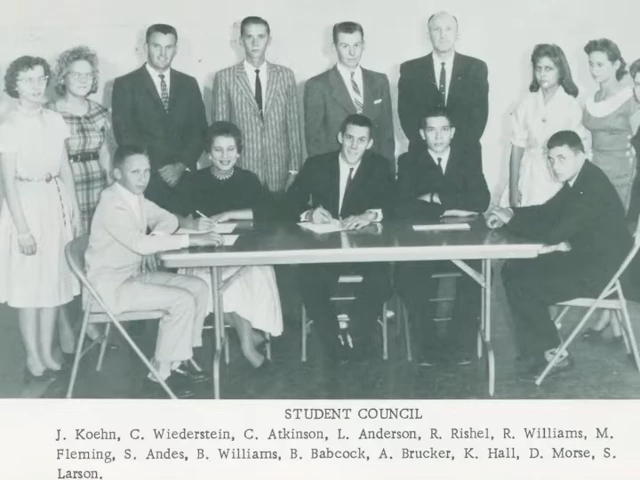 STUDENT COUNCIL
J. Koehn, C. Wiederstein, C. Atkinson, L. Anderson, R. Rishel, R. Williams, M.
Fleming, S. Andes, B. Williams, B. Babcock, A. Brucker, K. Hall, D. Morse, S.
Larson.